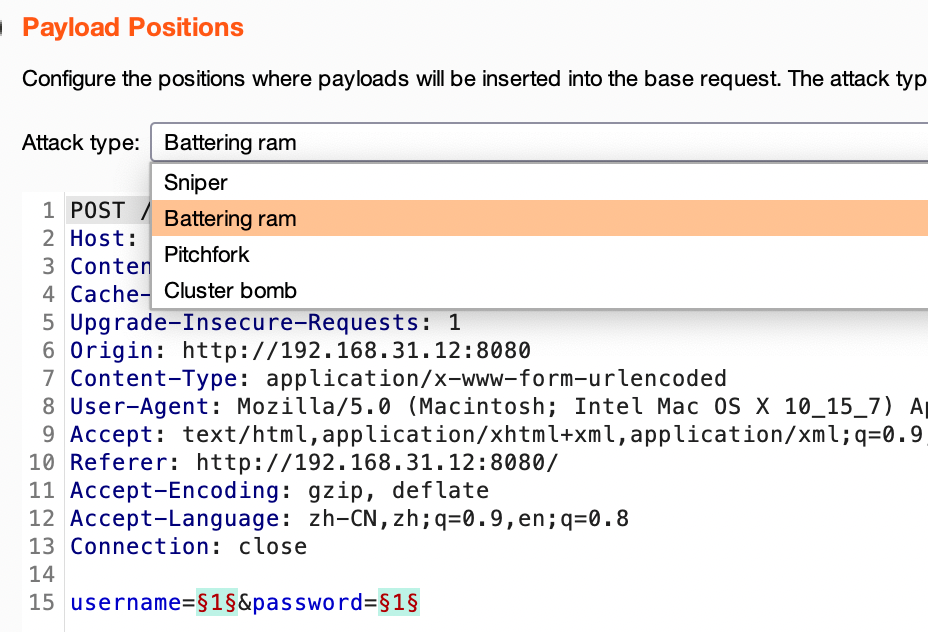 Payload Positions
Configure the positions where payloads will be inserted into the base request. The attack typ
Attack type: Battering ram
Sniper
Battering ram
Pitchfork
Cluster bomb
1 POST /
2 Host:
3 Conten
4 Cache-
5 Upgrade-Insecure-Requests: 1
6 Origin: http://192.168.31.12:8080
7 Content-Type: application/x-www-form-urlencoded
8 User-Agent: Mozilla/5.0 (Macintosh; Intel Mac OS X 10_15_7) Ap
9 Accept: text/html,application/xhtml+xml,application/xml;q=0.9,
10 Referer: http://192.168.31.12:8080/
11 Accept-Encoding: gzip, deflate
12 Accept-Language: zh-CN,zh;q=0.9,en;q=0.8
13 Connection: close
14
15 username=§1§&password=§1§